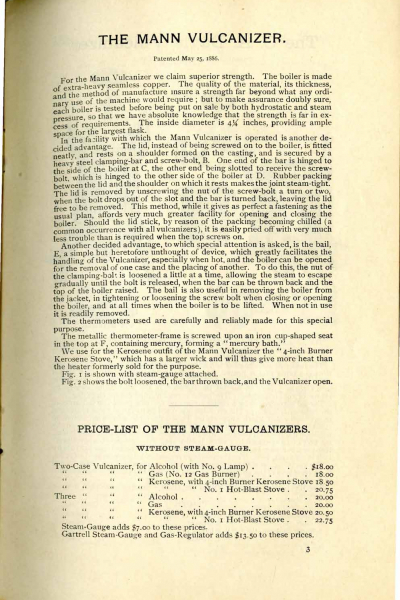 THE MANN VULCANIZER.
Patented May 25, 1886.
For the Mann Vulcanizer we claim superior strength. The boiler is made
of extra-heavy seamless copper. The quality of the material, its thickness,
and the method of manufacture insure a strength far beyond what any ordi-
nary use of the machine would require; but to make assurance doubly sure,
each boiler is tested before being put on sale by both hydrostatic and steam
pressure, so that we have absolute knowledge that the strength is far in ex-
cess of requirements. The inside diameter is 4¼ inches, providing ample
space for the largest flask.
In the facility with which the Mann Vulcanizer is operated is another de-
cided advantage. The lid, instead of being screwed on to the boiler, is fitted
neatly, and rests on a shoulder formed on the casting, and is secured by a
heavy steel clamping-bar and screw-bolt, B. One end of the bar is hinged to
the side of the boiler at C, the other end being slotted to receive the screw-
bolt, which is hinged to the other side of the boiler at D. Rubber packing
between the lid and the shoulder on which it rests makes the joint steam-tight.
The lid is removed by unscrewing the nut of the screw-bolt a turn or two,
when the bolt drops out of the slot and the bar is turned back, leaving the lid
free to be removed. This method, while it gives as perfect a fastening as the
usual plan, affords very much greater facility for opening and closing the
boiler. Should the lid stick, by reason of the packing becoming chilled (a
common occurrence with all vulcanizers), it is easily pried off with very much
less trouble than is required when the top screws on.
Another decided advantage, to which special attention is asked, is the bail,
E, a simple but heretofore unthought of device, which greatly facilitates the
handling of the Vulcanizer, especially when hot, and the boiler can be opened
for the removal of one case and the placing of another. To do this, the nut of
the clamping-bolt is loosened a little at a time, allowing the steam to escape
gradually until the bolt is released, when the bar can be thrown back and the
top of the boiler raised. The bail is also useful in removing the boiler from
the jacket, in tightening or loosening the screw bolt when closing or opening
the boiler, and at all times when the boiler is to be lifted. When not in use
it is readily removed.
The thermometers used are carefully and reliably made for this special
purpose.
The metallic thermometer-frame is screwed upon an iron cup-shaped seat
in the top at F, containing mercury, forming a "mercury bath."
We use for the Kerosene outfit of the Mann Vulcanizer the "4-inch Burner
Kerosene Stove," which has a larger wick and will thus give more heat than
the heater formerly sold for the purpose.
Fig. 1 is shown with steam-gauge attached.
Fig. 2 shows the bolt loosened, the bar thrown back, and the Vulcanizer open.
PRICE-LIST OF THE MANN VULCANIZERS.
WITHOUT STEAM-GAUGE.
Two-Case Vulcanizer, for Alcohol (with No. 9 Lamp) . . . . $18.00
" " " " Gas (No. 12 Gas Burner) . . . . 18.00
" " " " Kerosene, with 4-inch Burner Kerosene Stove 18 50
" " " " " " No. 1 Hot-Blast Stove . . 20.75
Three " " " Alcohol . . . . . . . . 20.00
" " " " Gas . . . . . . . . 20.00
" " " " Kerosene, with 4-inch Burner Kerosene Stove 20.50
" " " " " " No. 1 Hot-Blast Stove . . 22.75
Steam-Gauge adds $7.00 to these prices.
Gartrell Steam-Gauge and Gas-Regulator adds $13.50 to these prices.
3